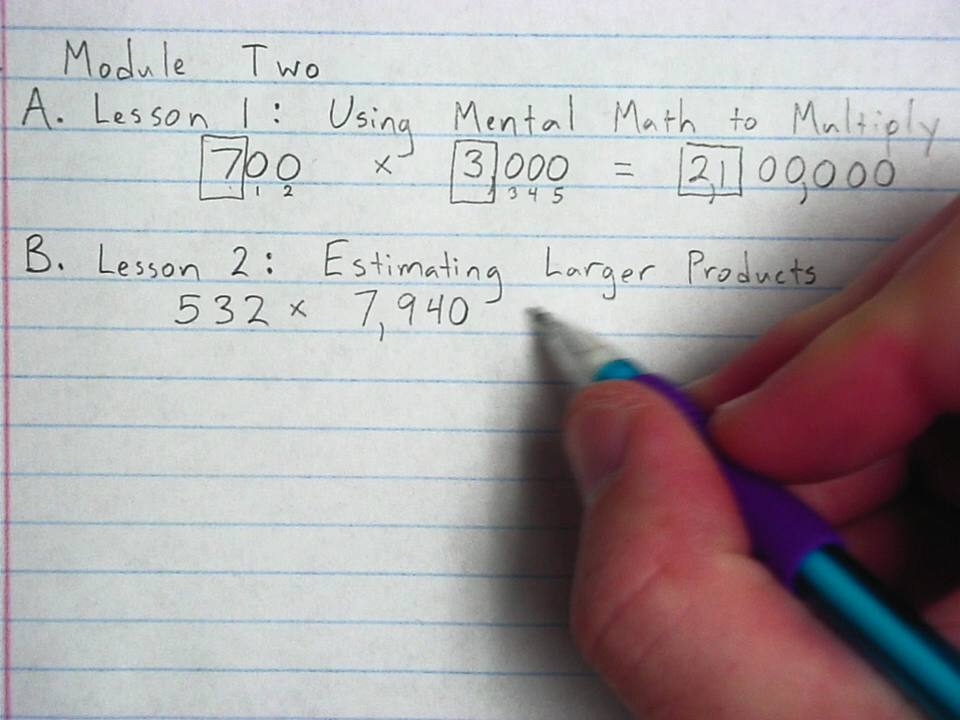 Module Two
A. Lesson 1: Using Mental Math to Multiply
700 x 3,000 = 2,100,000
1 2 3 4 5
B. Lesson 2: Estimating Larger Products
532 x 7,940